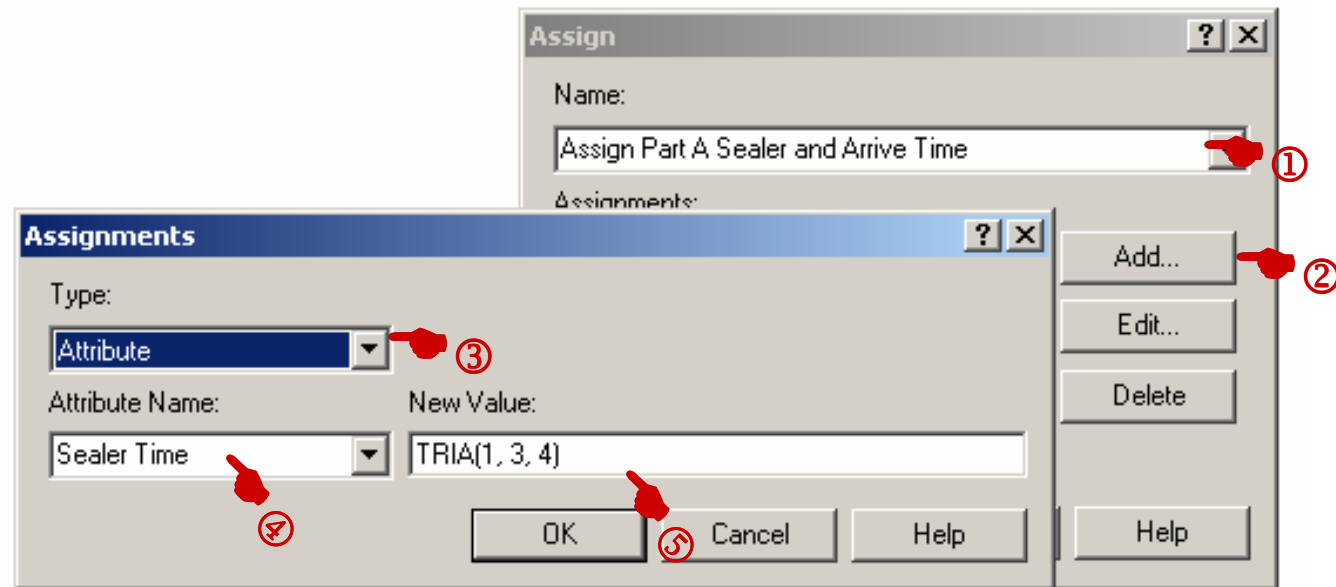 Assign
Name:
Assign Part A Sealer and Arrive Time
①
Assignments:
Add...
②
Edit...
Delete
Help
Assignments
Type:
Attribute
③
Attribute Name:
New Value:
Sealer Time
TRIA(1, 3, 4)
④
⑤
OK
Cancel
Help